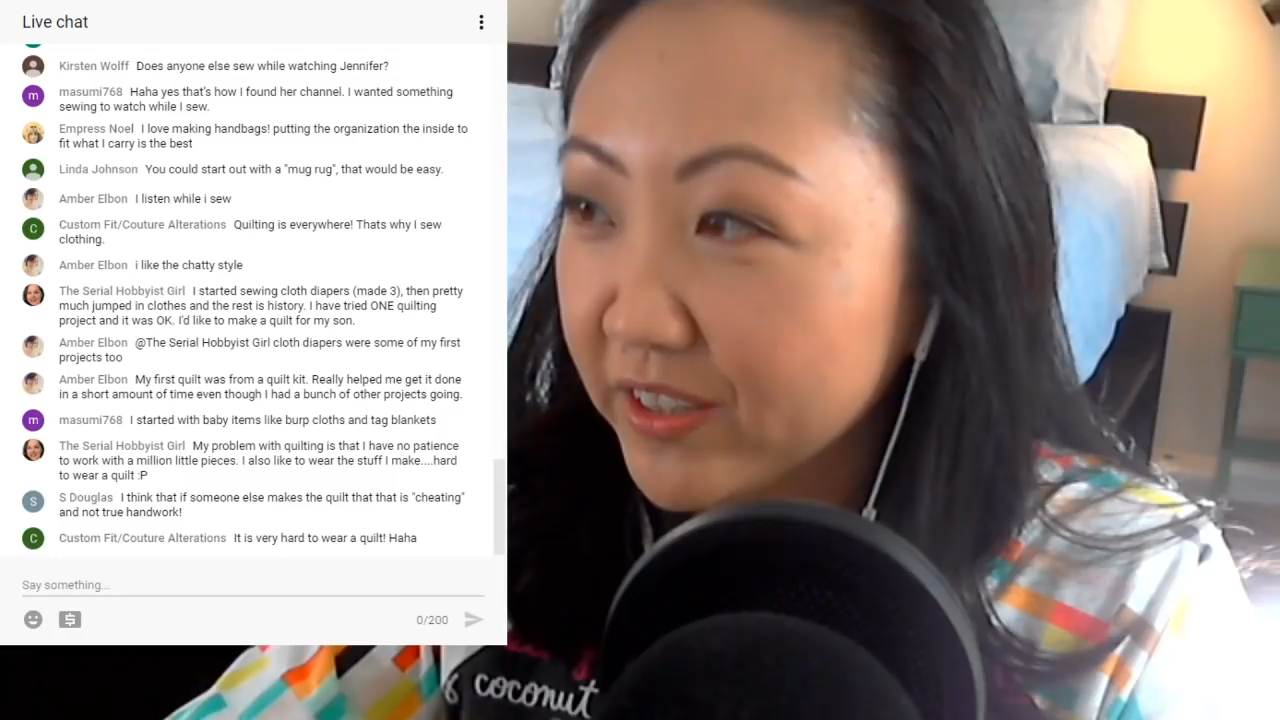 Live chat
Kirsten Wolff Does anyone else sew while watching Jennifer?
m masumi768 Haha yes that's how I found her channel. I wanted something
sewing to watch while I sew.
Empress Noel I love making handbags! putting the organization the inside to
fit what I carry is the best
Linda Johnson You could start out with a "mug rug", that would be easy.
Amber Elbon I listen while i sew
C Custom Fit/Couture Alterations Quilting is everywhere! Thats why I sew
clothing.
Amber Elbon i like the chatty style
The Serial Hobbyist Girl I started sewing cloth diapers (made 3), then pretty
much jumped in clothes and the rest is history. I have tried ONE quilting
project and it was OK. I'd like to make a quilt for my son.
Amber Elbon @The Serial Hobbyist Girl cloth diapers were some of my first
projects too
Amber Elbon My first quilt was from a quilt kit. Really helped me get it done
in a short amount of time even though I had a bunch of other projects going.
m masumi768 I started with baby items like burp cloths and tag blankets
The Serial Hobbyist Girl My problem with quilting is that I have no patience
to work with a million little pieces. I also like to wear the stuff I make....hard
to wear a quilt :P
S S Douglas I think that if someone else makes the quilt that that is "cheating"
and not true handwork!
C Custom Fit/Couture Alterations It is very hard to wear a quilt! Haha
Say something...
$ 0/200
coconut